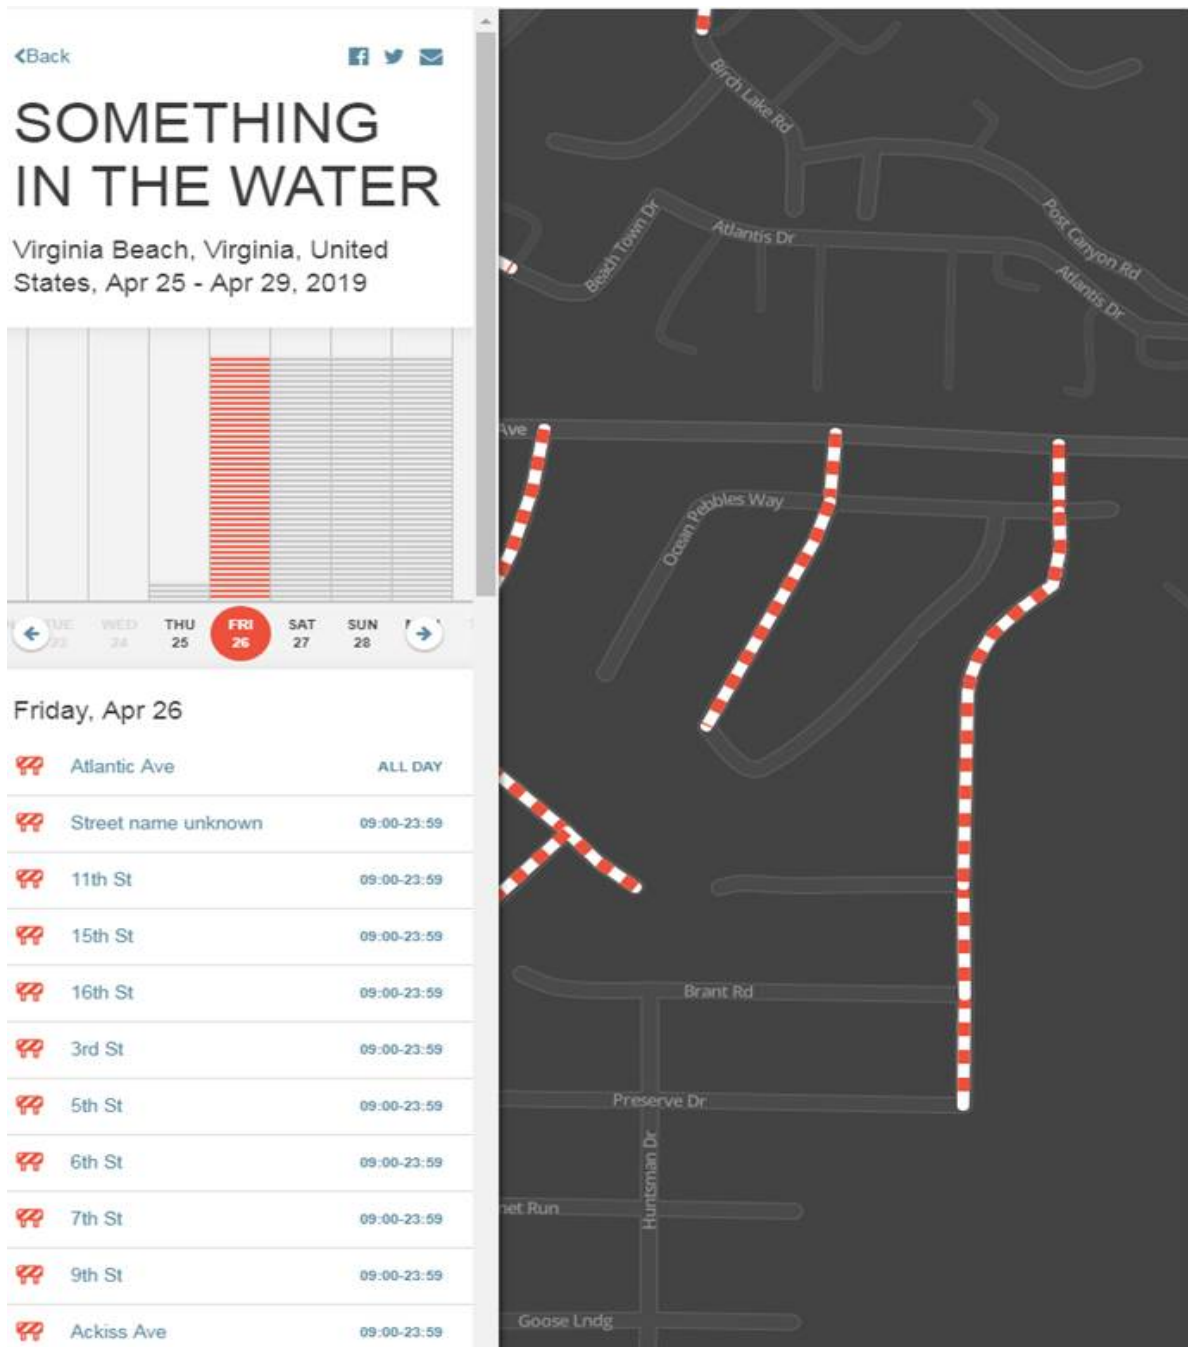 Back
SOMETHING
IN THE WATER
Virginia Beach, Virginia, United
States, Apr 25 - Apr 29, 2019
TUE WED THU FRI SAT SUN
24 25 26 27 28
Friday, Apr 26
Atlantic Ave ALL DAY
Street name unknown 09:00-23:59
11th St 09:00-23:59
15th St 09:00-23:59
16th St 09:00-23:59
3rd St 09:00-23:59
5th St 09:00-23:59
6th St 09:00-23:59
7th St 09:00-23:59
9th St 09:00-23:59
Ackiss Ave 09:00-23:59
Birch Lake Rd
Beach Town Dr
Atlantis Dr
Post Canyon Rd
Atlantis Dr
Ave
Ocean Pebbles Way
Brant Rd
Preserve Dr
Huntsman Dr
net Run
Goose Lndg